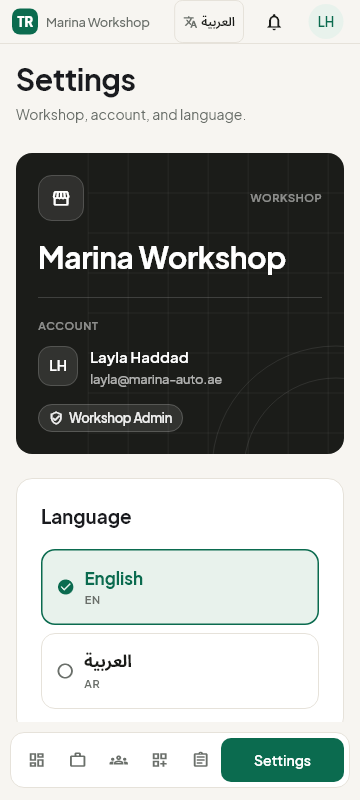 TR Marina Workshop العربية LH
Settings
Workshop, account, and language.
WORKSHOP
Marina Workshop
ACCOUNT
LH
Layla Haddad
layla@marina-auto.ae
Workshop Admin
Language
English
EN
العربية
AR
Settings